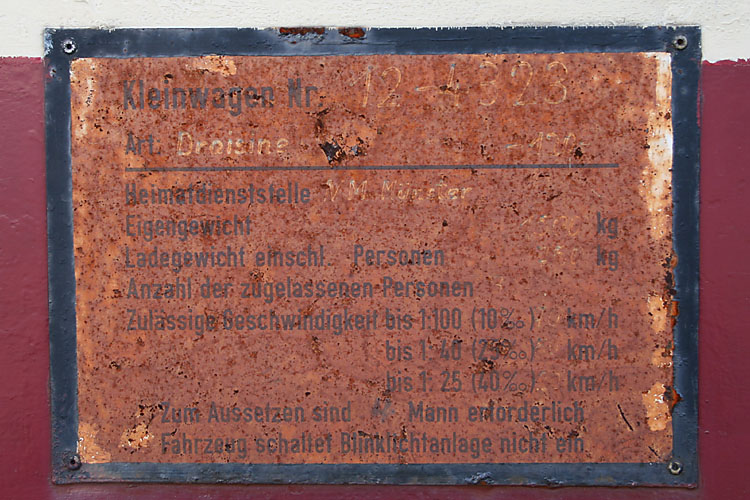 Kleinwagen Nr. 12-4323
Art: Draisine
Heimatdienststelle V.M. Münster
Eigengewicht kg
Ladegewicht einschl. Personen kg
Anzahl der zugelassenen Personen
Zulässige Geschwindigkeit bis 1:100 (10‰) km/h
bis 1: 40 (25‰) km/h
bis 1: 25 (40‰) km/h
Zum Aussetzen sind Mann erforderlich
Fahrzeug schaltet Blinklichtanlage nicht ein.